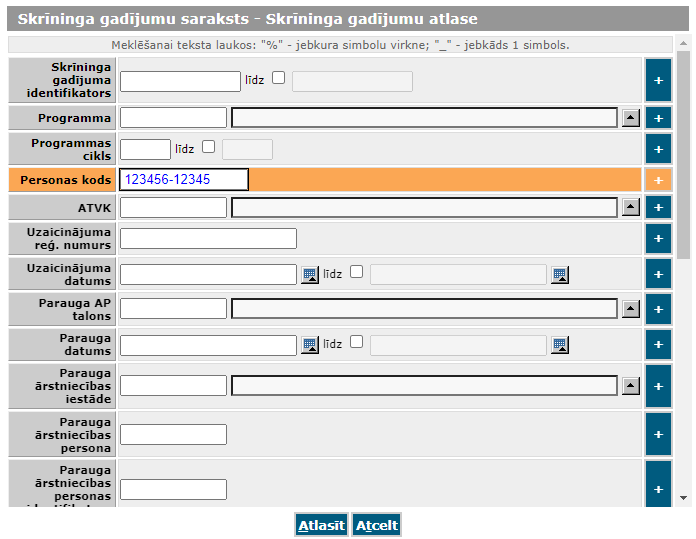 Skrīninga gadījumu saraksts - Skrīninga gadījumu atlase
Meklēšanai teksta laukos: "%" - jebkura simbolu virkne; "_" - jebkāds 1 simbols.
Skrīninga
gadījuma
identifikators
līdz
+
Programma
+
Programmas
cikls
līdz
+
Personas kods
123456-12345
+
ATVK
+
Uzaicinājuma
reģ. numurs
+
Uzaicinājuma
datums
līdz
+
Parauga AP
talons
+
Parauga
datums
līdz
+
Parauga
ārstniecības
iestāde
+
Parauga
ārstniecības
persona
+
Parauga
ārstniecības
personas
+
Atlasīt
Atcelt